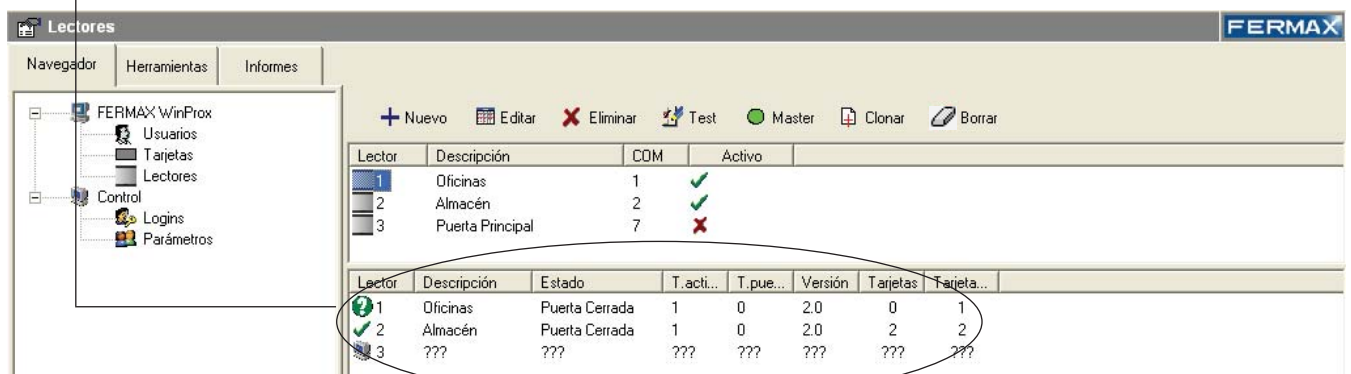 Lectores
FERMAX
Navegador Herramientas Informes
FERMAX WinProx
Usuarios
Tarjetas
Lectores
Control
Logins
Parámetros
Nuevo Editar Eliminar Test Master Clonar Borrar
Lector Descripción COM Activo
1 Oficinas 1
2 Almacén 2
3 Puerta Principal 7
Lector Descripción Estado T.acti... T.pue... Versión Tarjetas Tarjeta...
1 Oficinas Puerta Cerrada 1 0 2.0 0 1
2 Almacén Puerta Cerrada 1 0 2.0 2 2
3 ??? ??? ??? ??? ??? ??? ???